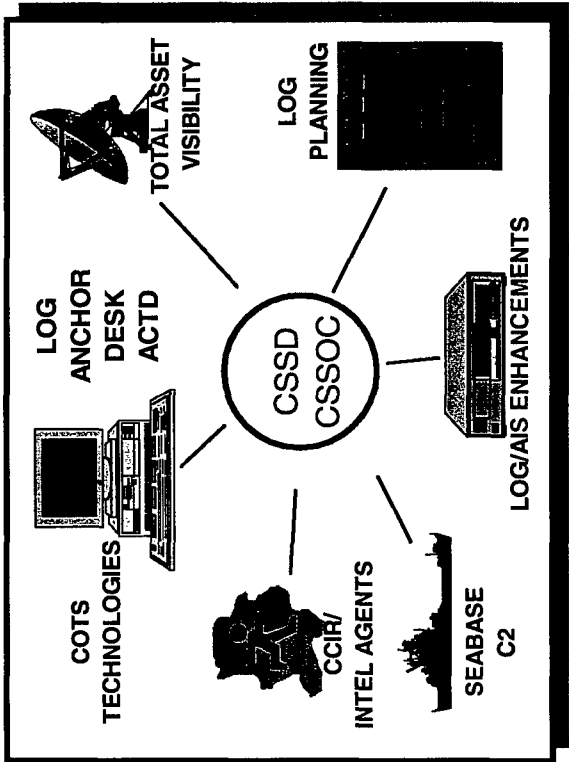 COTS
TECHNOLOGIES
LOG
ANCHOR
DESK
ACTD
TOTAL ASSET
VISIBILITY
CCIR/
INTEL AGENTS
CSSD
CSSOC
LOG
PLANNING
SEABASE
C2
LOG/AIS ENHANCEMENTS